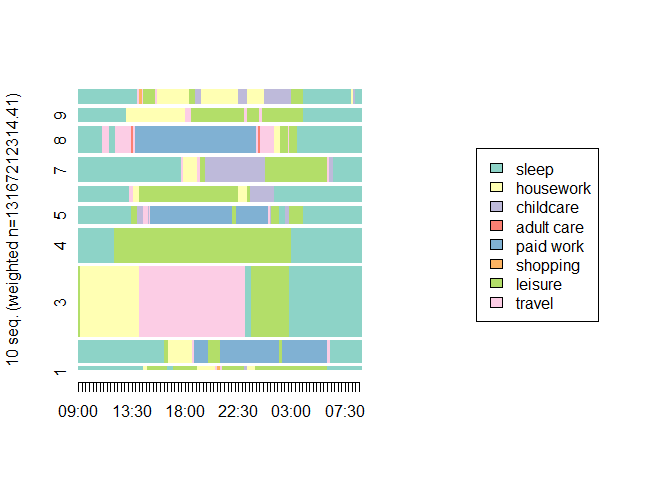 10 seq. (weighted n=13167212314.41)
9
8
7
5
4
3
1
09:00 13:30 18:00 22:30 03:00 07:30
sleep
housework
childcare
adult care
paid work
shopping
leisure
travel